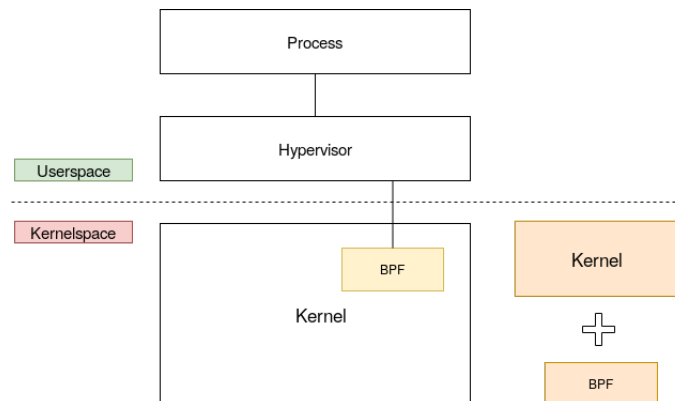 Process
Hypervisor
Userspace
Kernelspace
BPF
Kernel
Kernel
BPF